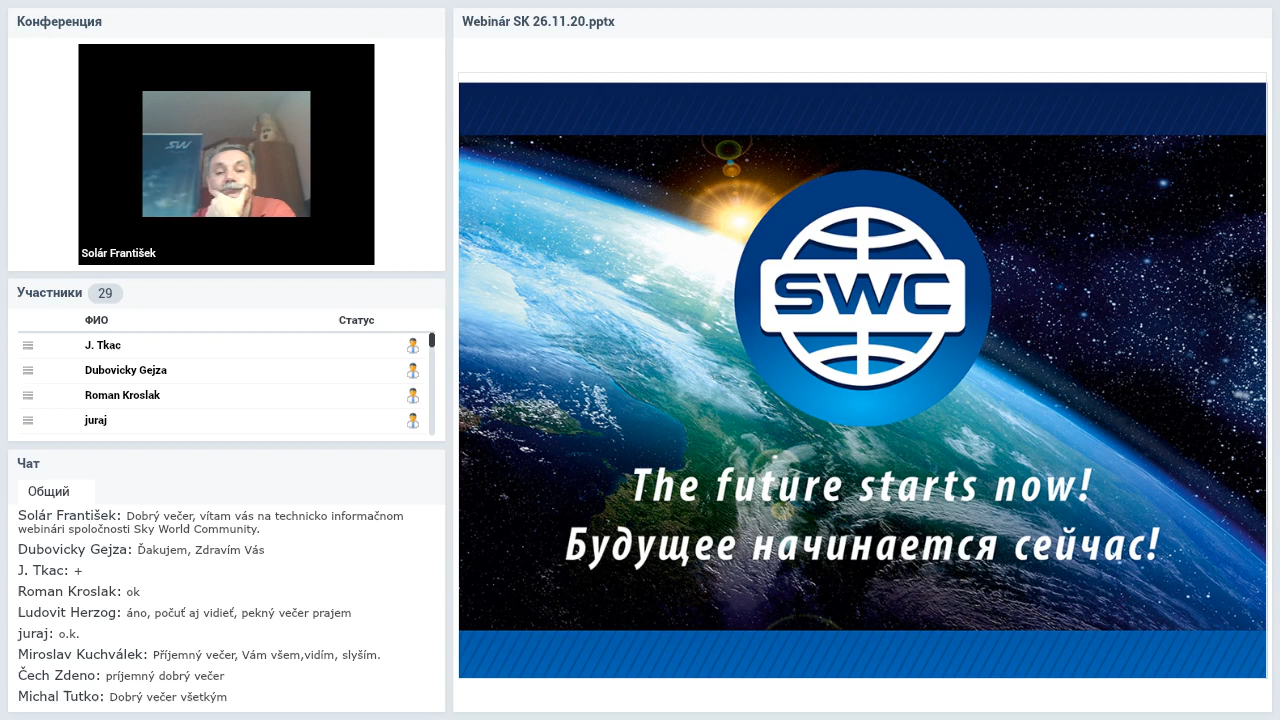 Конференция
SW
Solár František
Участники 29
ФИО Статус
J. Tkac
Dubovicky Gejza
Roman Kroslak
juraj
Чат
Общий
Solár František: Dobrý večer, vítam vás na technicko informačnom
webinári spoločnosti Sky World Community.
Dubovicky Gejza: Ďakujem, Zdravím Vás
J. Tkac: +
Roman Kroslak: ok
Ludovit Herzog: áno, počuť aj vidieť, pekný večer prajem
juraj: o.k.
Miroslav Kuchválek: Příjemný večer, Vám všem,vidím, slyším.
Čech Zdeno: príjemný dobrý večer
Michal Tutko: Dobrý večer všetkým
Webinár SK 26.11.20.pptx
SWC
The future starts now!
Будущее начинается сейчас!